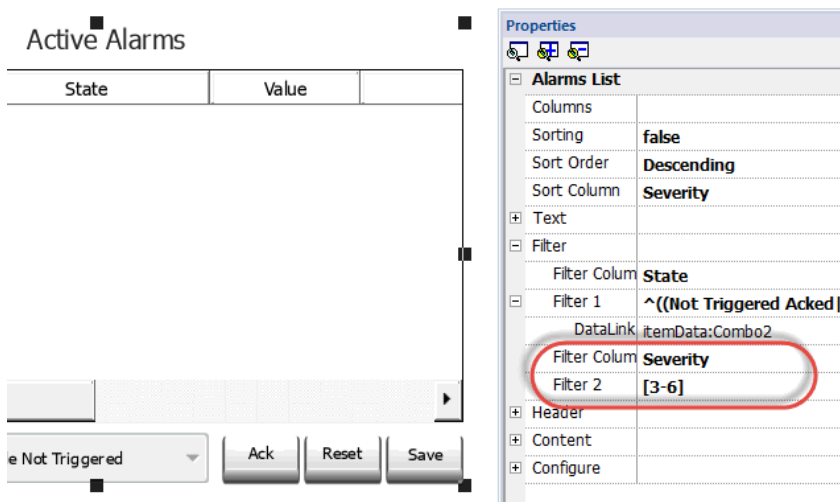 Active Alarms
State Value
e Not Triggered
Ack Reset Save
Properties
Alarms List
Columns
Sorting false
Sort Order Descending
Sort Column Severity
Text
Filter
Filter Colum State
Filter 1 ^((Not Triggered Acked|
DataLink itemData:Combo2
Filter Colum Severity
Filter 2 [3-6]
Header
Content
Configure